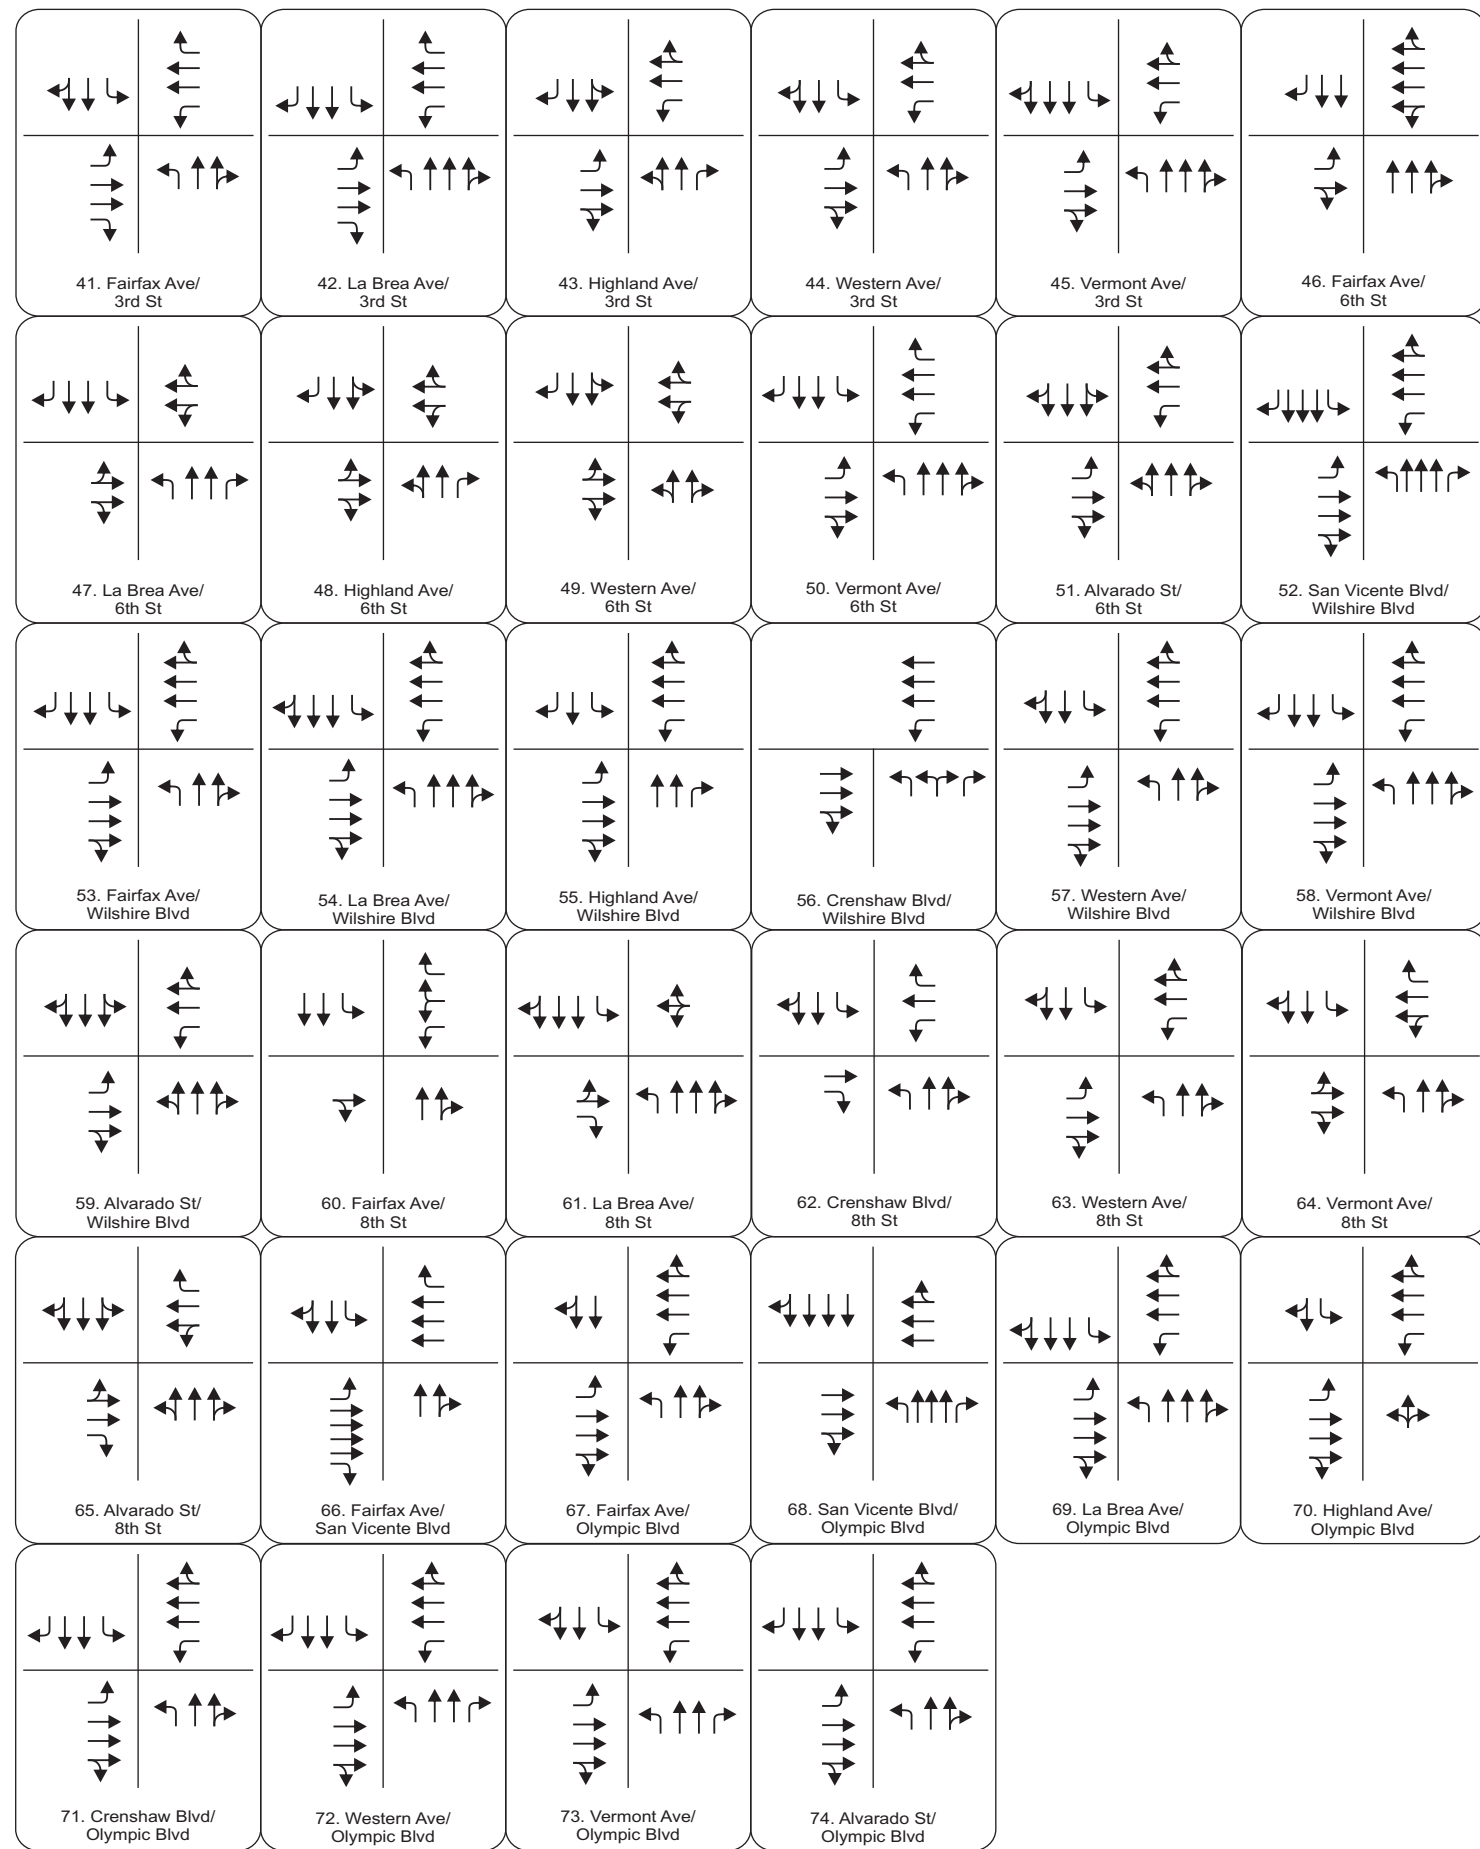 41. Fairfax Ave/
3rd St
42. La Brea Ave/
3rd St
43. Highland Ave/
3rd St
44. Western Ave/
3rd St
45. Vermont Ave/
3rd St
46. Fairfax Ave/
6th St
47. La Brea Ave/
6th St
48. Highland Ave/
6th St
49. Western Ave/
6th St
50. Vermont Ave/
6th St
51. Alvarado St/
6th St
52. San Vicente Blvd/
Wilshire Blvd
53. Fairfax Ave/
Wilshire Blvd
54. La Brea Ave/
Wilshire Blvd
55. Highland Ave/
Wilshire Blvd
56. Crenshaw Blvd/
Wilshire Blvd
57. Western Ave/
Wilshire Blvd
58. Vermont Ave/
Wilshire Blvd
59. Alvarado St/
Wilshire Blvd
60. Fairfax Ave/
8th St
61. La Brea Ave/
8th St
62. Crenshaw Blvd/
8th St
63. Western Ave/
8th St
64. Vermont Ave/
8th St
65. Alvarado St/
8th St
66. Fairfax Ave/
San Vicente Blvd
67. Fairfax Ave/
Olympic Blvd
68. San Vicente Blvd/
Olympic Blvd
69. La Brea Ave/
Olympic Blvd
70. Highland Ave/
Olympic Blvd
71. Crenshaw Blvd/
Olympic Blvd
72. Western Ave/
Olympic Blvd
73. Vermont Ave/
Olympic Blvd
74. Alvarado St/
Olympic Blvd